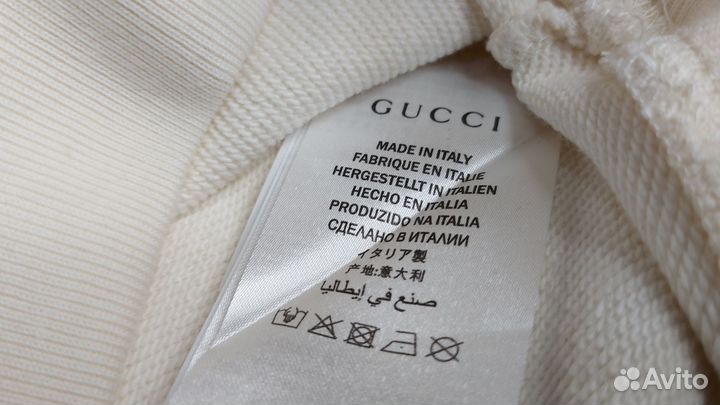 GUCCI
MADE IN ITALY
FABRIQUE EN ITALIE
HERGESTELLT IN ITALIEN
HECHO EN ITALIA
PRODUZIDO NA ITALIA
СДЕЛАНО В ИТАЛИИ
イタリア製
产地:意大利
صنع في إيطاليا
Avito